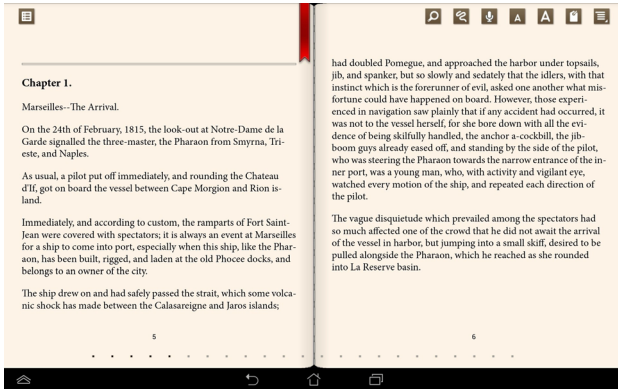 Chapter 1.
Marseilles--The Arrival.
On the 24th of February, 1815, the look-out at Notre-Dame de la
Garde signalled the three-master, the Pharaon from Smyrna, Tri-
este, and Naples.
As usual, a pilot put off immediately, and rounding the Chateau
d'If, got on board the vessel between Cape Morgion and Rion is-
land.
Immediately, and according to custom, the ramparts of Fort Saint-
Jean were covered with spectators; it is always an event at Marseilles
for a ship to come into port, especially when this ship, like the Phar-
aon, has been built, rigged, and laden at the old Phocee docks, and
belongs to an owner of the city.
The ship drew on and had safely passed the strait, which some volca-
nic shock has made between the Calasareigne and Jaros islands;
5
A
A
had doubled Pomegue, and approached the harbor under topsails,
jib, and spanker, but so slowly and sedately that the idlers, with that
instinct which is the forerunner of evil, asked one another what mis-
fortune could have happened on board. However, those experi-
enced in navigation saw plainly that if any accident had occurred, it
was not to the vessel herself, for she bore down with all the evi-
dence of being skilfully handled, the anchor a-cockbill, the jib-
boom guys already eased off, and standing by the side of the pilot,
who was steering the Pharaon towards the narrow entrance of the in-
ner port, was a young man, who, with activity and vigilant eye,
watched every motion of the ship, and repeated each direction of
the pilot.
The vague disquietude which prevailed among the spectators had
so much affected one of the crowd that he did not await the arrival
of the vessel in harbor, but jumping into a small skiff, desired to be
pulled alongside the Pharaon, which he reached as she rounded
into La Reserve basin.
6